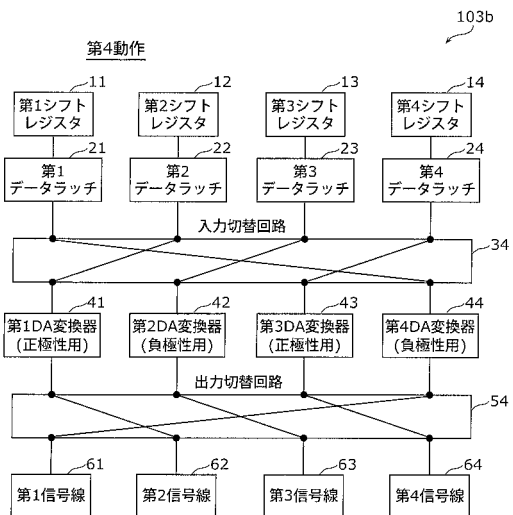 103b
第4動作
11
12
13
14
第1シフト
レジスタ
第2シフト
レジスタ
第3シフト
レジスタ
第4シフト
レジスタ
21
22
23
24
第1
データラッチ
第2
データラッチ
第3
データラッチ
第4
データラッチ
入力切替回路
34
41
42
43
44
第1DA変換器
(正極性用)
第2DA変換器
(負極性用)
第3DA変換器
(正極性用)
第4DA変換器
(負極性用)
出力切替回路
54
61
62
63
64
第1信号線
第2信号線
第3信号線
第4信号線